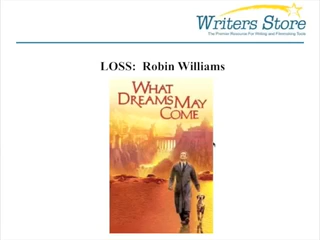 Writers Store
The Premier Resource For Writing and Filmmaking Tools
LOSS: Robin Williams
WHAT
DREAMS MAY
COME